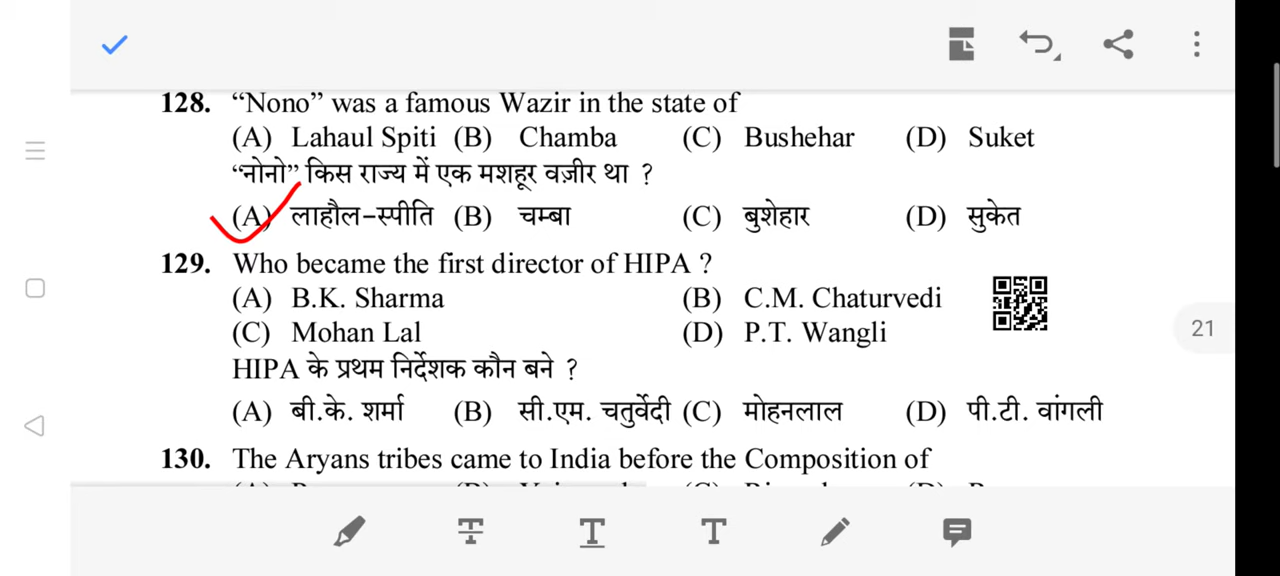 128. “Nono” was a famous Wazir in the state of
(A) Lahaul Spiti (B) Chamba (C) Bushehar (D) Suket
“नोनो” किस राज्य में एक मशहूर वज़ीर था ?
(A) लाहौल-स्पीति (B) चम्बा (C) बुशेहार (D) सुकेत
129. Who became the first director of HIPA ?
(A) B.K. Sharma (B) C.M. Chaturvedi
(C) Mohan Lal (D) P.T. Wangli
21
HIPA के प्रथम निर्देशक कौन बने ?
(A) बी.के. शर्मा (B) सी.एम. चतुर्वेदी (C) मोहनलाल (D) पी.टी. वांगली
130. The Aryans tribes came to India before the Composition of